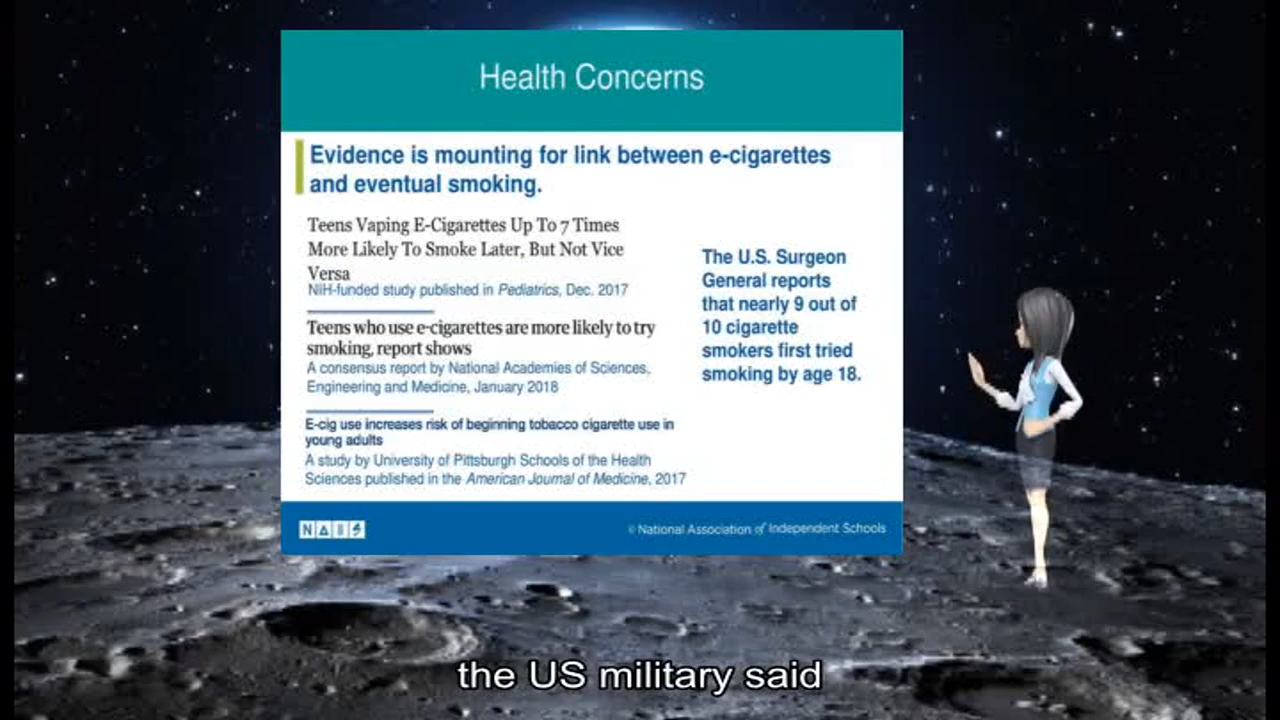 Health Concerns
Evidence is mounting for link between e-cigarettes
and eventual smoking.
Teens Vaping E-Cigarettes Up To 7 Times
More Likely To Smoke Later, But Not Vice
Versa
NIH-funded study published in Pediatrics, Dec. 2017
Teens who use e-cigarettes are more likely to try
smoking, report shows
A consensus report by National Academies of Sciences,
Engineering and Medicine, January 2018
E-cig use increases risk of beginning tobacco cigarette use in
young adults
A study by University of Pittsburgh Schools of the Health
Sciences published in the American Journal of Medicine, 2017
The U.S. Surgeon
General reports
that nearly 9 out of
10 cigarette
smokers first tried
smoking by age 18.
NAIS
© National Association of Independent Schools
the US military said